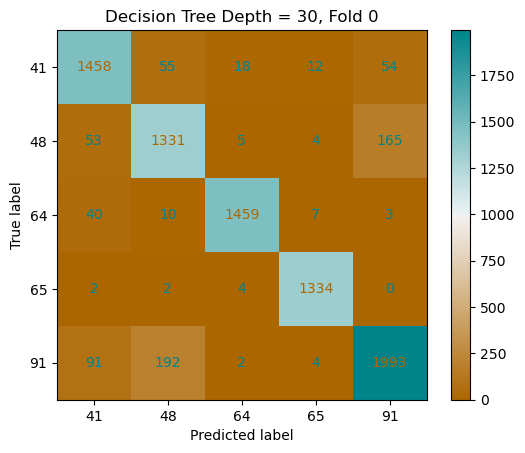 Decision Tree Depth = 30, Fold 0
True label
41 1458 55 18 12 54
48 53 1331 5 4 165
64 40 10 1459 7 3
65 2 2 4 1334 0
91 91 192 2 4 1993
41 48 64 65 91
Predicted label
1750
1500
1250
1000
750
500
250
0